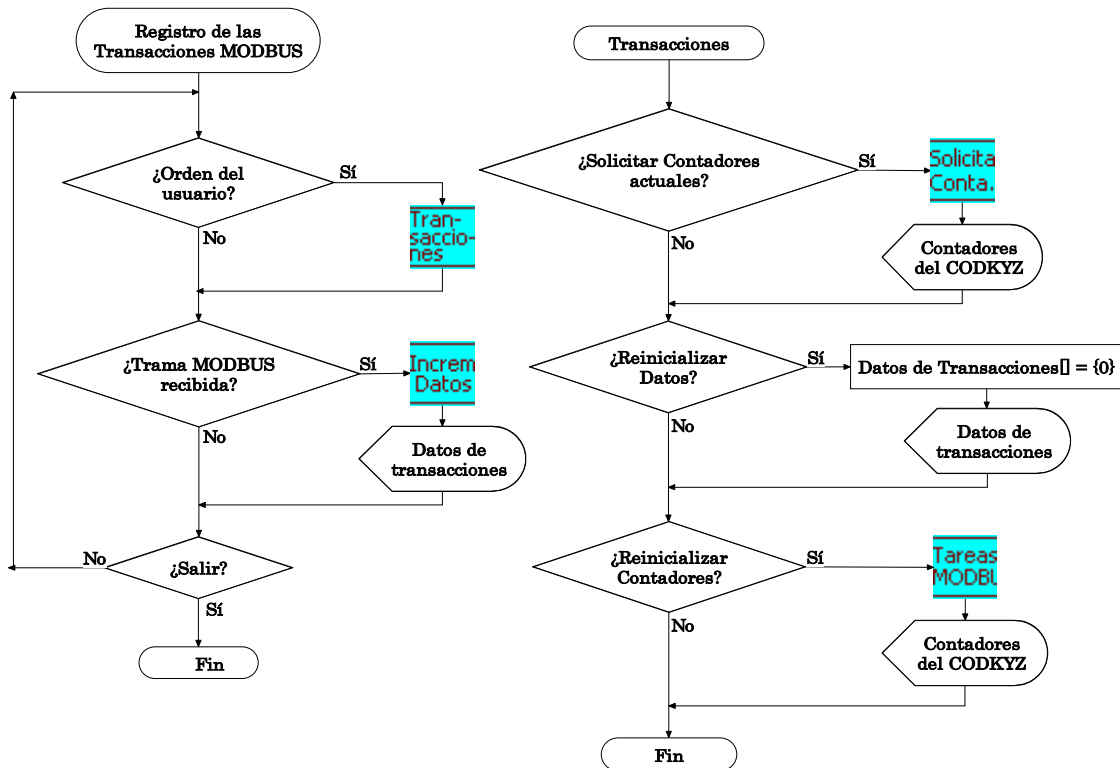 Registro de las
Transacciones MODBUS
¿Orden del
usuario?
Sí
Tran-
saccio-
nes
No
¿Trama MODBUS
recibida?
Sí
Increm
Datos
No
Datos de
transacciones
¿Salir?
No
Sí
Fin
Transacciones
¿Solicitar Contadores
actuales?
Sí
Solicita
Conta.
No
Contadores
del CODKYZ
¿Reinicializar
Datos?
Sí
Datos de Transacciones[] = {0}
No
Datos de
transacciones
¿Reinicializar
Contadores?
Sí
Tareas
No
Contadores
del CODKYZ
Fin